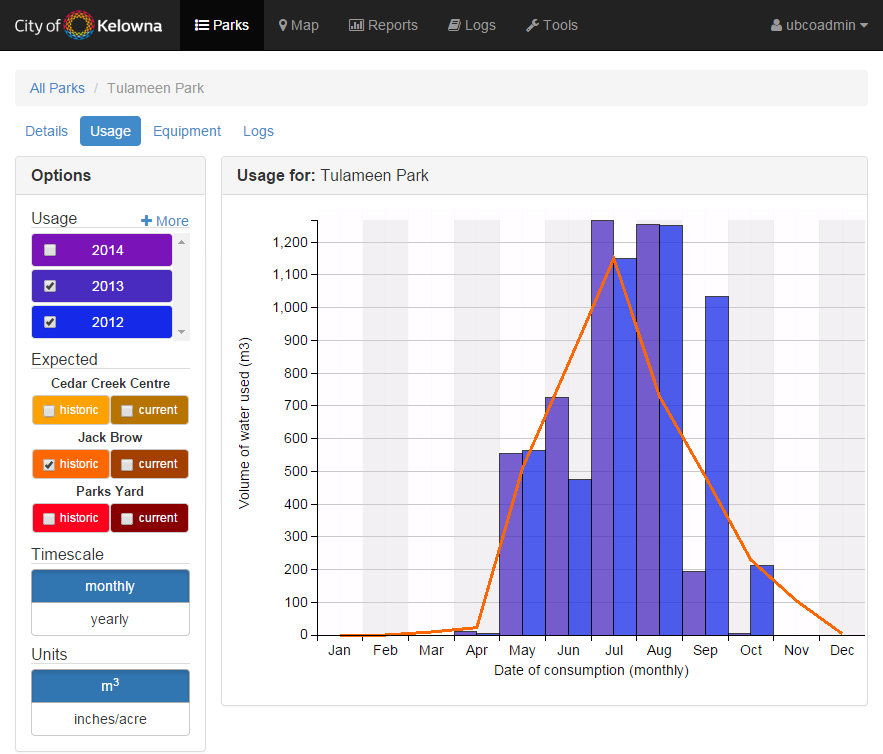 City of Kelowna Parks Map Reports Logs Tools ubcoadmin
All Parks / Tulameen Park
Details Usage Equipment Logs
Options
Usage + More
2014
2013
2012
Expected
Cedar Creek Centre
historic current
Jack Brow
historic current
Parks Yard
historic current
Timescale
monthly
yearly
Units
m³
inches/acre
Usage for: Tulameen Park
Volume of water used (m3)
1,200
1,100
1,000
900
800
700
600
500
400
300
200
100
0
Jan Feb Mar Apr May Jun Jul Aug Sep Oct Nov Dec
Date of consumption (monthly)